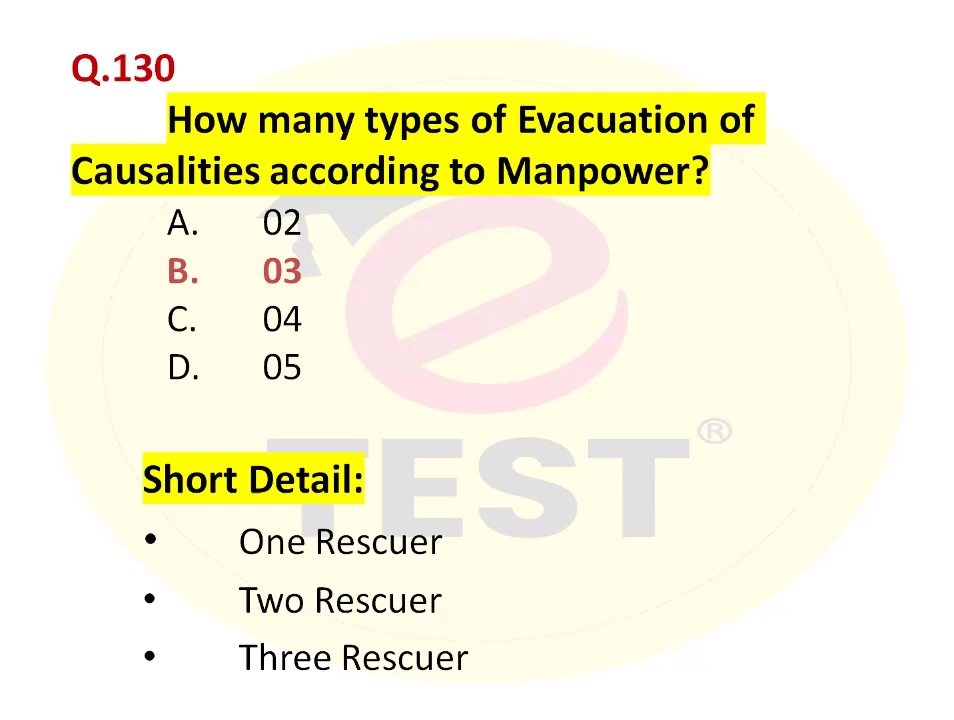 Q.130
How many types of Evacuation of
Causalities according to Manpower?
A. 02
B. 03
C. 04
D. 05
e
TEST®
Short Detail:
• One Rescuer
• Two Rescuer
• Three Rescuer